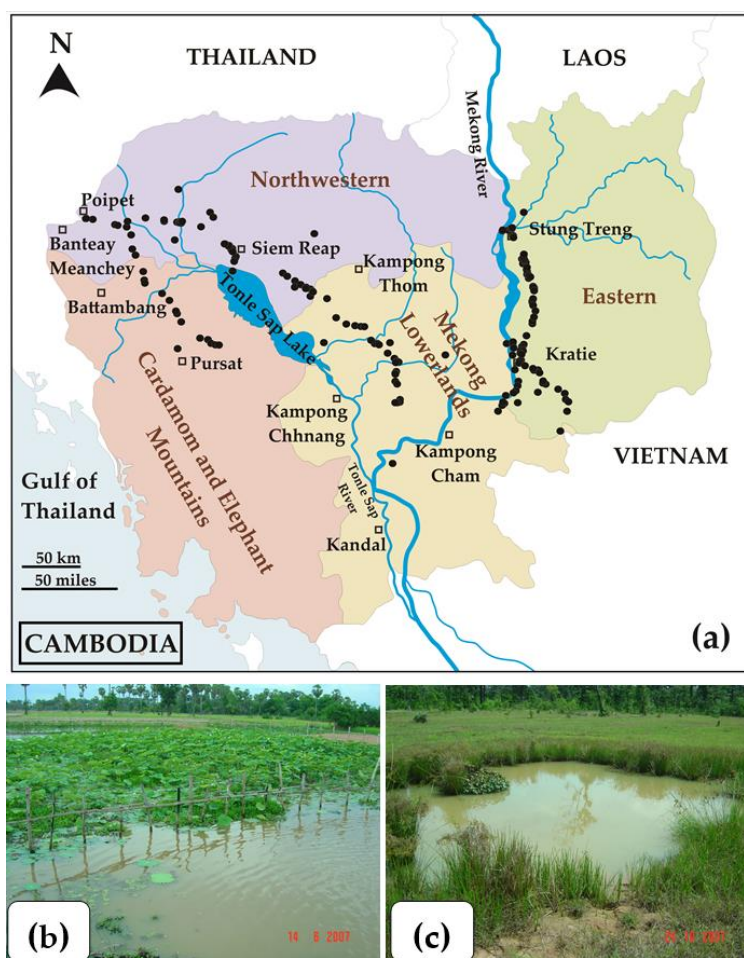 THAILAND
LAOS
N
Mekong River
Northwestern
Poipet
Stung Treng
Banteay
Meanchey
Siem Reap
Kampong
Thom
Battambang
Tonle Sap Lake
Mekong
Lowerlands
Eastern
Pursat
Kratie
Cardamom and Elephant
Mountains
Kampong
Chhnang
Kampong
Cham
VIETNAM
Gulf of
Thailand
Tonle Sap
River
Kandal
50 km
50 miles
CAMBODIA
(a)
(b)
14 6 2007
(c)
2007